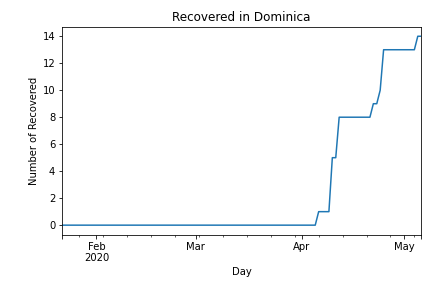 Recovered in Dominica
Number of Recovered
14
12
10
8
6
4
2
0
Feb
2020
Mar
Apr
May
Day